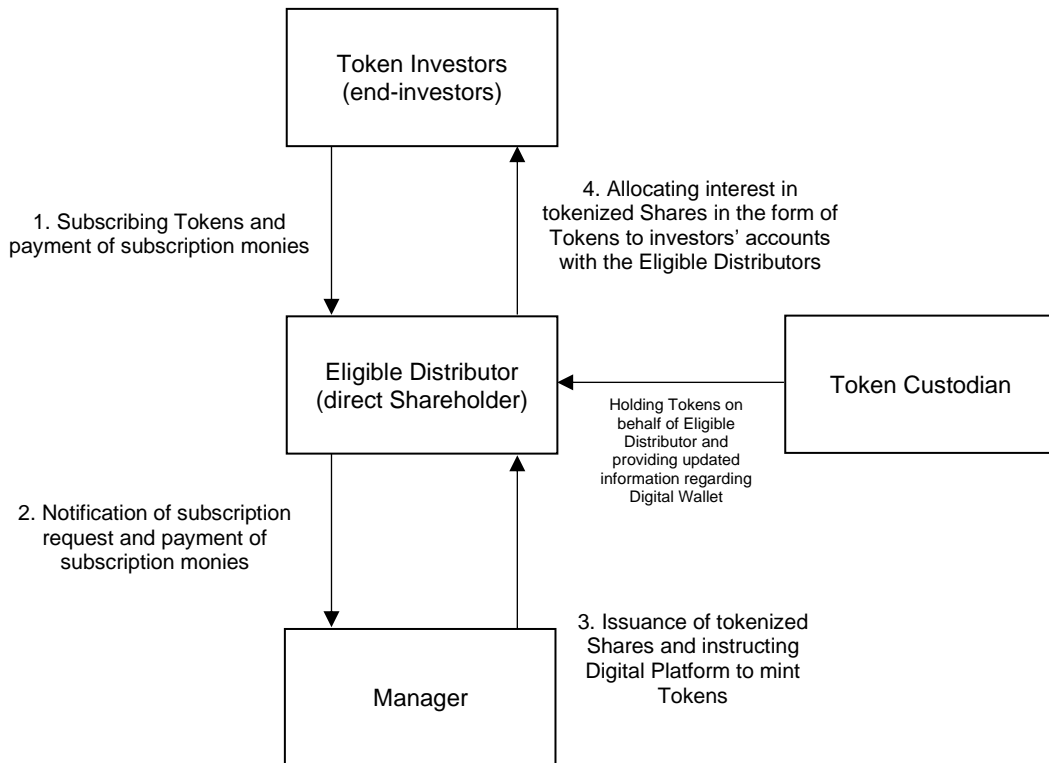 Token Investors
(end-investors)
1. Subscribing Tokens and
payment of subscription monies
4. Allocating interest in
tokenized Shares in the form of
Tokens to investors’ accounts
with the Eligible Distributors
Eligible Distributor
(direct Shareholder)
Token Custodian
Holding Tokens on
behalf of Eligible
Distributor and
providing updated
information regarding
Digital Wallet
2. Notification of subscription
request and payment of
subscription monies
3. Issuance of tokenized
Shares and instructing
Digital Platform to mint
Tokens
Manager